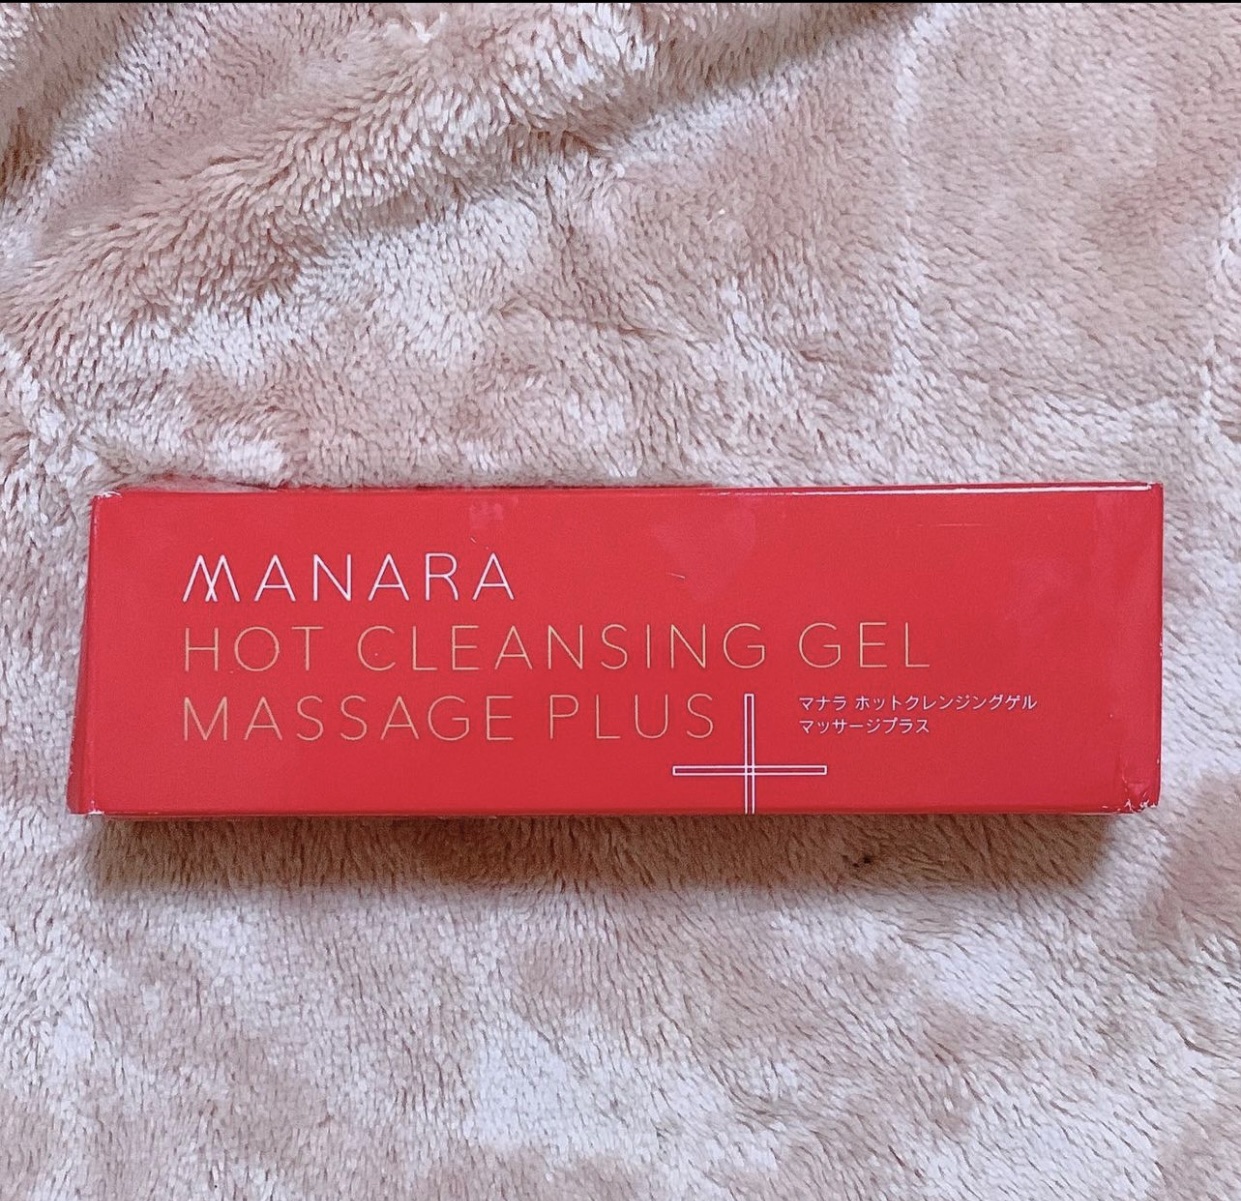 MANARA
HOT CLEANSING GEL
MASSAGE PLUS
マナラ ホットクレンジングゲル
マッサージプラス